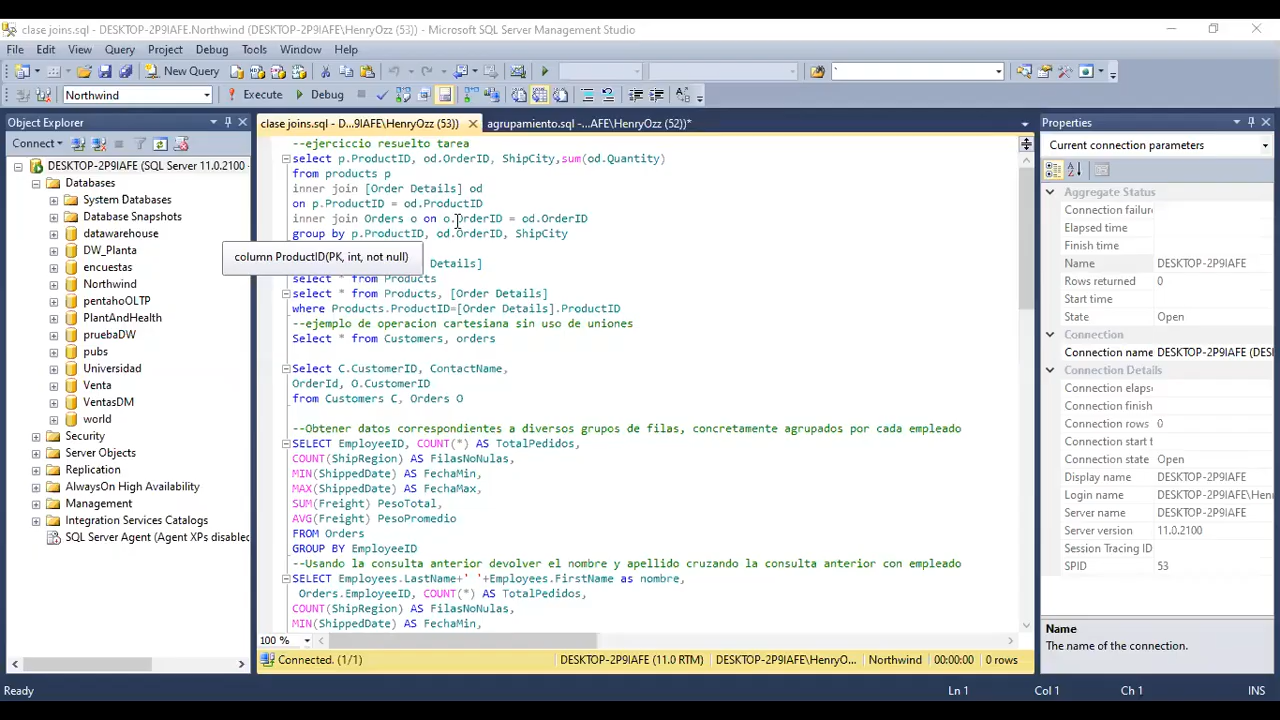 clase joins.sql - DESKTOP-2P9IAFE.Northwind (DESKTOP-2P9IAFE\HenryOzz (53)) - Microsoft SQL Server Management Studio
File Edit View Query Project Debug Tools Window Help
New Query
Northwind Execute Debug
Object Explorer
Connect
DESKTOP-2P9IAFE (SQL Server 11.0.2100
Databases
System Databases
Database Snapshots
datawarehouse
DW_Planta
encuestas
Northwind
pentahoOLTP
PlantAndHealth
pruebaDW
pubs
Universidad
Venta
VentasDM
world
Security
Server Objects
Replication
AlwaysOn High Availability
Management
Integration Services Catalogs
SQL Server Agent (Agent XPs disabled
clase joins.sql - D...9IAFE\HenryOzz (53)) agrupamiento.sql -...AFE\HenryOzz (52))*
--ejerciccio resuelto tarea
select p.ProductID, od.OrderID, ShipCity,sum(od.Quantity)
from products p
inner join [Order Details] od
on p.ProductID = od.ProductID
inner join Orders o on o.OrderID = od.OrderID
group by p.ProductID, od.OrderID, ShipCity
column ProductID(PK, int, not null)
Details]
select * from Products
select * from Products, [Order Details]
where Products.ProductID=[Order Details].ProductID
--ejemplo de operacion cartesiana sin uso de uniones
Select * from Customers, orders
Select C.CustomerID, ContactName,
OrderId, O.CustomerID
from Customers C, Orders O
--Obtener datos correspondientes a diversos grupos de filas, concretamente agrupados por cada empleado
SELECT EmployeeID, COUNT(*) AS TotalPedidos,
COUNT(ShipRegion) AS FilasNoNulas,
MIN(ShippedDate) AS FechaMin,
MAX(ShippedDate) AS FechaMax,
SUM(Freight) PesoTotal,
AVG(Freight) PesoPromedio
FROM Orders
GROUP BY EmployeeID
--Usando la consulta anterior devolver el nombre y apellido cruzando la consulta anterior con empleado
SELECT Employees.LastName+' '+Employees.FirstName as nombre,
Orders.EmployeeID, COUNT(*) AS TotalPedidos,
COUNT(ShipRegion) AS FilasNoNulas,
MIN(ShippedDate) AS FechaMin,
100 %
Connected. (1/1) DESKTOP-2P9IAFE (11.0 RTM) DESKTOP-2P9IAFE\HenryO... Northwind 00:00:00 0 rows
Properties
Current connection parameters
Aggregate Status
Connection failure
Elapsed time
Finish time
Name DESKTOP-2P9IAFE
Rows returned 0
Start time
State Open
Connection
Connection name DESKTOP-2P9IAFE (DES
Connection Details
Connection elaps
Connection finish
Connection rows 0
Connection start t
Connection state Open
Display name DESKTOP-2P9IAFE
Login name DESKTOP-2P9IAFE\Hen
Server name DESKTOP-2P9IAFE
Server version 11.0.2100
Session Tracing ID
SPID 53
Name
The name of the connection.
Ready Ln 1 Col 1 Ch 1 INS